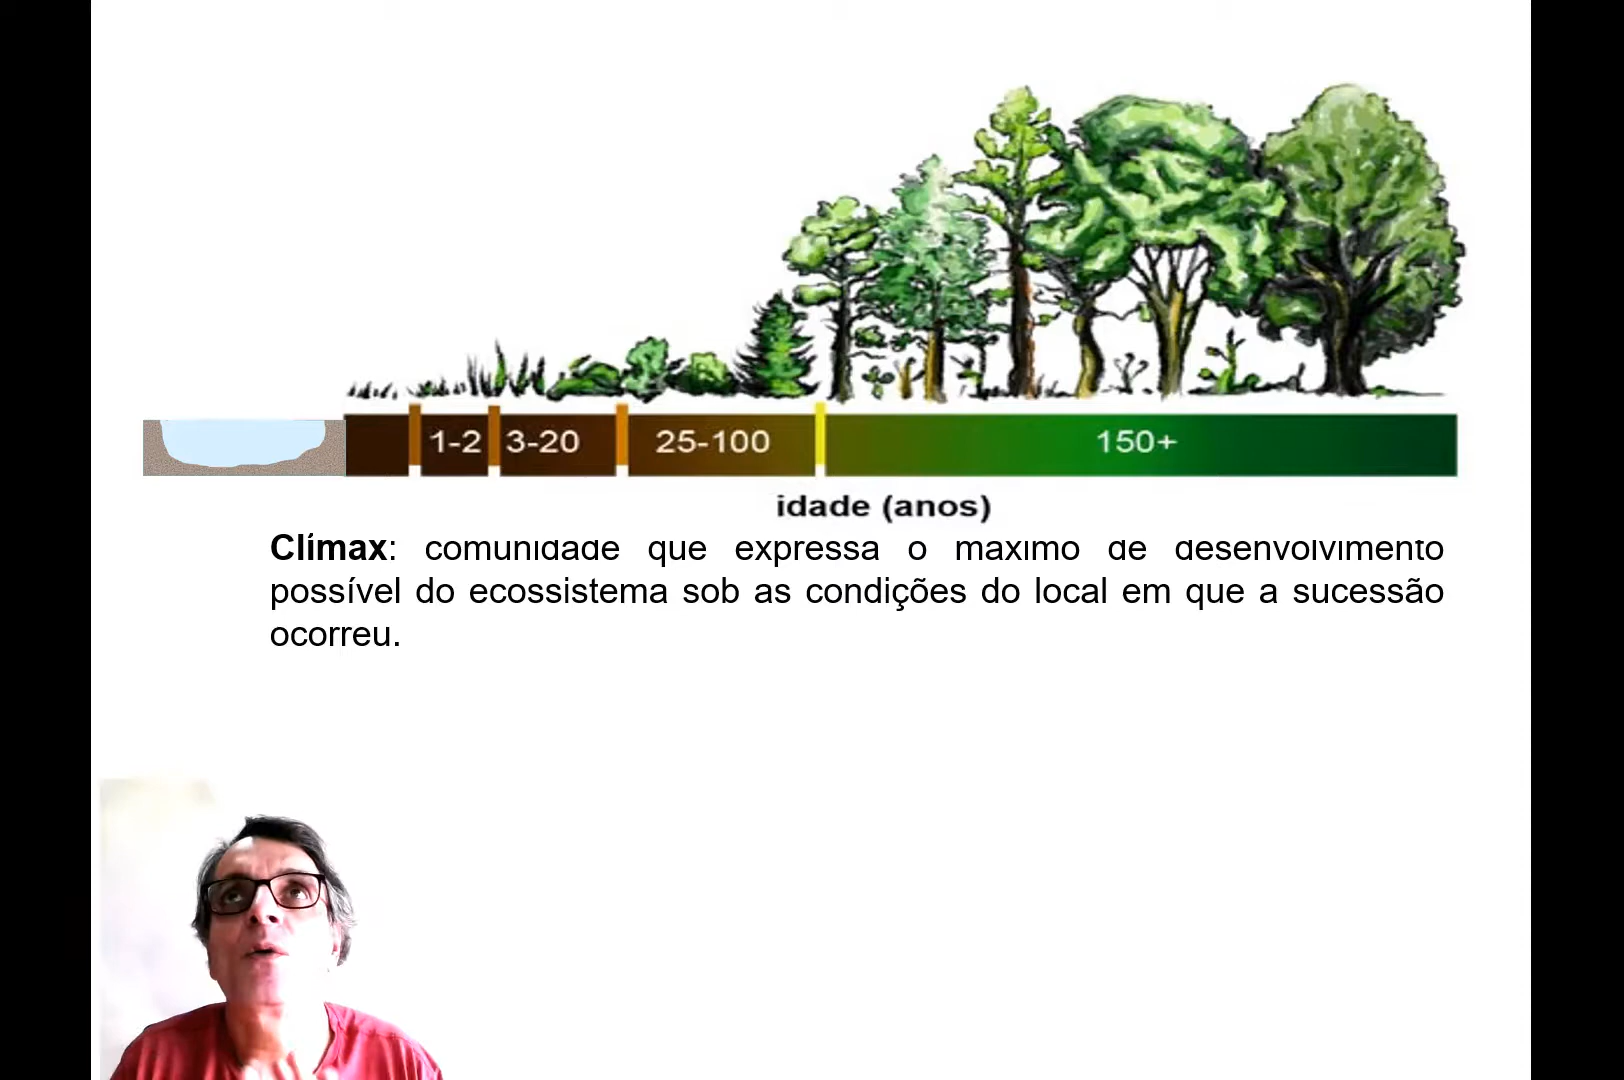 1-2 3-20 25-100 150+
idade (anos)
Clímax: comunidade que expressa o máximo de desenvolvimento
possível do ecossistema sob as condições do local em que a sucessão
ocorreu.